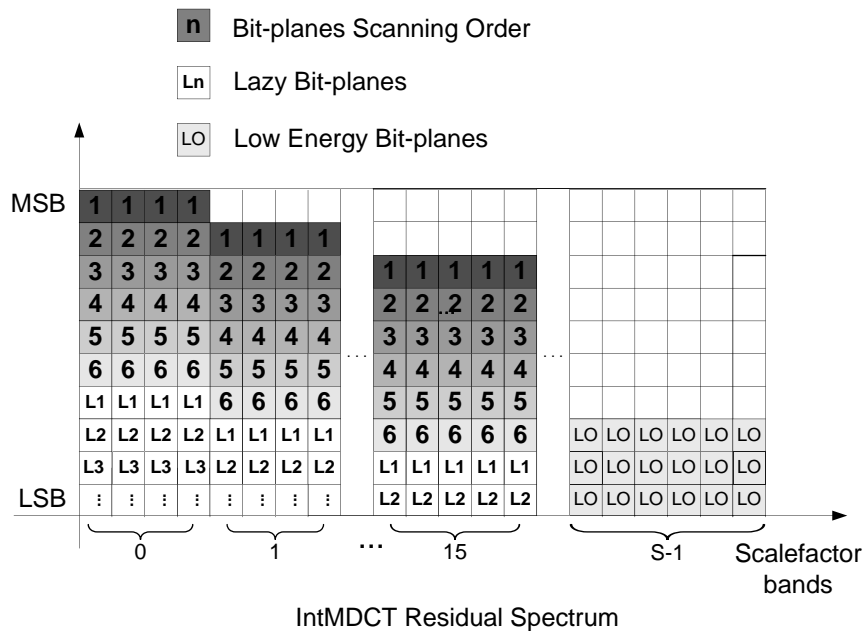 n Bit-planes Scanning Order
Ln Lazy Bit-planes
LO Low Energy Bit-planes
MSB 1 1 1 1
2 2 2 2 1 1 1 1
3 3 3 3 2 2 2 2 1 1 1 1 1
4 4 4 4 3 3 3 3 2 2 ... 2 2 2
5 5 5 5 4 4 4 4 3 3 3 3 3
6 6 6 6 5 5 5 5 ... 4 4 4 4 4 ...
L1 L1 L1 L1 6 6 6 6 5 5 5 5 5
L2 L2 L2 L2 L1 L1 L1 L1 6 6 6 6 6 LO LO LO LO LO LO
L3 L3 L3 L3 L2 L2 L2 L2 L1 L1 L1 L1 L1 LO LO LO LO LO LO
LSB ⋮ ⋮ ⋮ ⋮ ⋮ ⋮ ⋮ ⋮ L2 L2 L2 L2 L2 LO LO LO LO LO LO
0 1 ... 15 S-1 Scalefactor
bands
IntMDCT Residual Spectrum